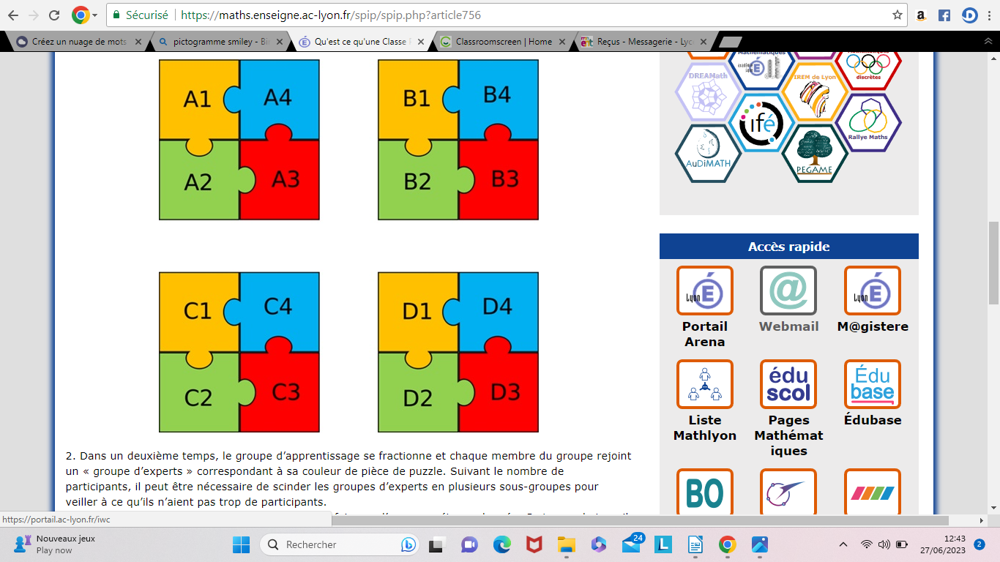 Sécurisé https://maths.enseigne.ac-lyon.fr/spip/spip.php?article756
Créez un nuage de mots
pictogramme smiley - Bi
Qu'est ce qu'une Classe
Classroomscreen | Home
Reçus - Messagerie - Lyc
A1 A4
A2 A3
B1 B4
B2 B3
C1 C4
C2 C3
D1 D4
D2 D3
2. Dans un deuxième temps, le groupe d’apprentissage se fractionne et chaque membre du groupe rejoint
un « groupe d’experts » correspondant à sa couleur de pièce de puzzle. Suivant le nombre de
participants, il peut être nécessaire de scinder les groupes d’experts en plusieurs sous-groupes pour
veiller à ce qu’ils n’aient pas trop de participants.
Mathématiques
discrètes
DREAMath
IREM de Lyon
ifé
Rallye Maths
AuDiMATH
PEGAME
Accès rapide
Lyon É
@
Lyon É
Portail
Arena
Webmail
M@gistere
édu
scol
Édu
base
Liste
Mathlyon
Pages
Mathémat
iques
Édubase
BO
https://portail.ac-lyon.fr/iwc
Nouveaux jeux
Play now
Rechercher
24
L
12:43
27/06/2023
2